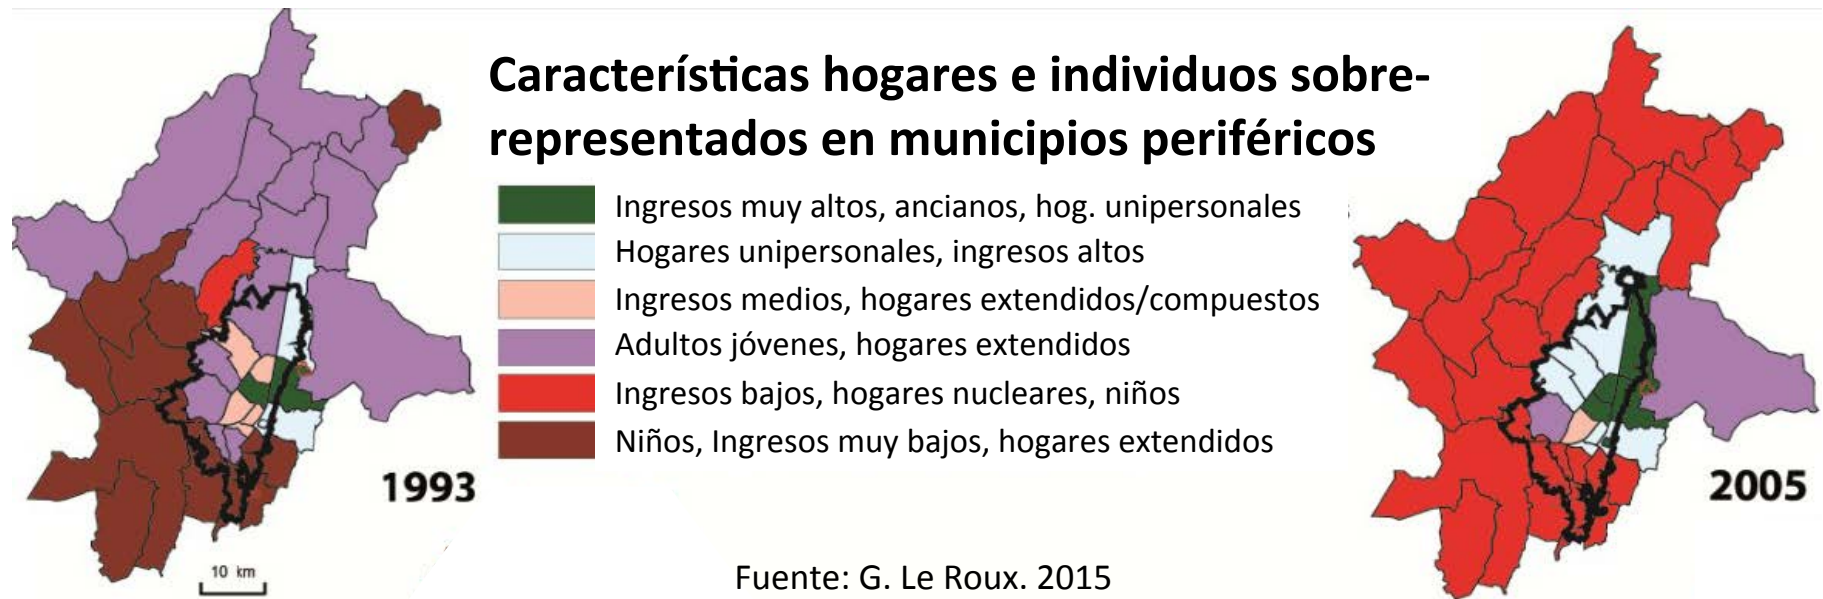 Características hogares e individuos sobre-
representados en municipios periféricos
Ingresos muy altos, ancianos, hog. unipersonales
Hogares unipersonales, ingresos altos
Ingresos medios, hogares extendidos/compuestos
Adultos jóvenes, hogares extendidos
Ingresos bajos, hogares nucleares, niños
Niños, Ingresos muy bajos, hogares extendidos
1993
2005
10 km
Fuente: G. Le Roux. 2015